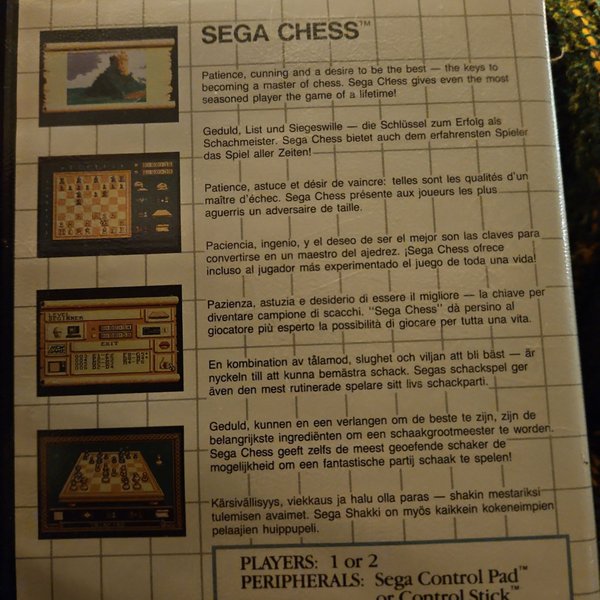 SEGA CHESS™
Patience, cunning and a desire to be the best — the keys to
becoming a master of chess. Sega Chess gives even the most
seasoned player the game of a lifetime!
Geduld, List und Siegeswille — die Schlüssel zum Erfolg als
Schachmeister. Sega Chess bietet auch dem erfahrensten Spieler
das Spiel aller Zeiten!
Patience, astuce et désir de vaincre: telles sont les qualités d'un
maître d'échec. Sega Chess présente aux joueurs les plus
aguerris un adversaire de taille.
Paciencia, ingenio, y el deseo de ser el mejor son las claves para
convertirse en un maestro del ajedrez. ¡Sega Chess ofrece
incluso al jugador más experimentado el juego de toda una vida!
Pazienza, astuzia e desiderio di essere il migliore — la chiave per
diventare campione di scacchi. "Sega Chess" dà persino al
giocatore più esperto la possibilità di giocare per tutta una vita.
En kombination av tålamod, slughet och viljan att bli bäst — är
nyckeln till att kunna bemästra schack. Segas schackspel ger
även den mest rutinerade spelare sitt livs schackparti.
Geduld, kunnen en een verlangen om de beste te zijn, zijn de
belangrijkste ingrediënten om een schaakgrootmeester te worden.
Sega Chess geeft zelfs de meest geoefende schaker de
mogelijkheid om een fantastische partij schaak te spelen!
Kärsivällisyys, viekkaus ja halu olla paras — shakin mestariksi
tulemisen avaimet. Sega Shakki on myös kaikkein kokeneimpien
pelaajien huippupeli.
PLAYERS: 1 or 2
PERIPHERALS: Sega Control Pad™
or Control Stick™
LEVEL
BEGINNER
EXIT